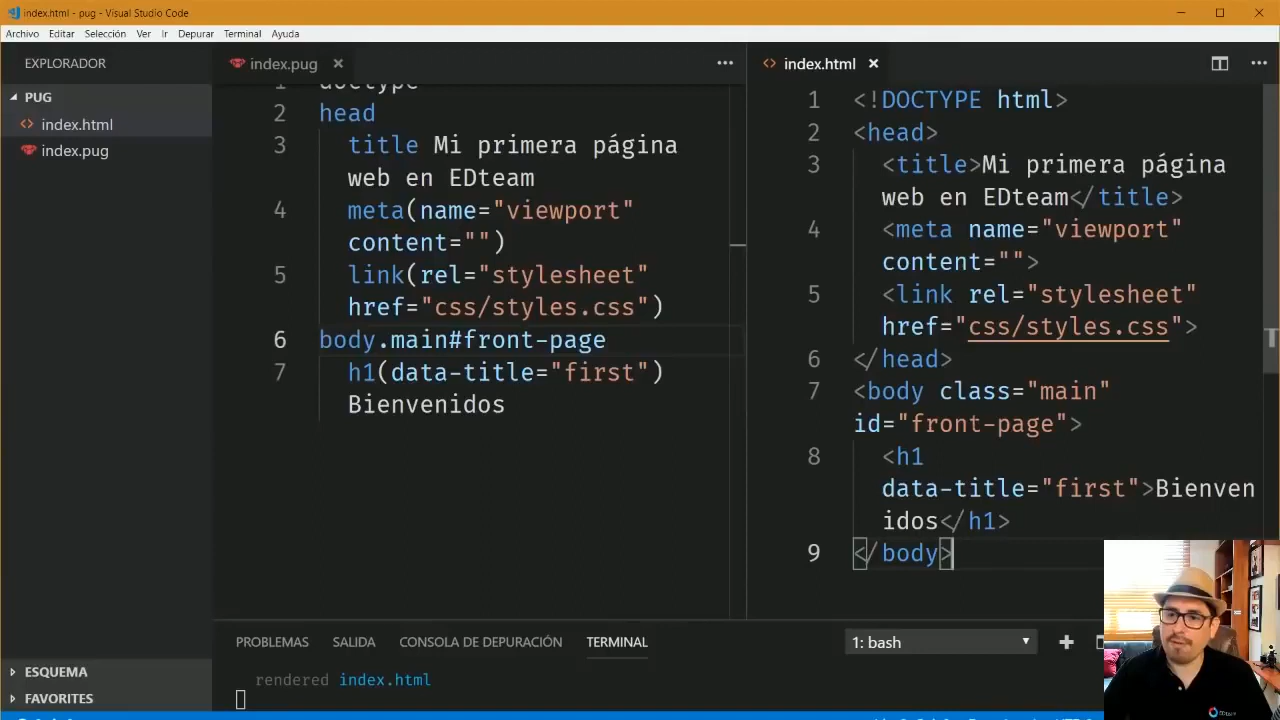 index.html - pug - Visual Studio Code
Archivo Editar Selección Ver Ir Depurar Terminal Ayuda
EXPLORADOR
PUG
index.html
index.pug
ESQUEMA
FAVORITES
index.pug
1 doctype
2 head
3 title Mi primera página
web en EDteam
4 meta(name="viewport"
content="")
5 link(rel="stylesheet"
href="css/styles.css")
6 body.main#front-page
7 h1(data-title="first")
Bienvenidos
index.html
1 <!DOCTYPE html>
2 <head>
3 <title>Mi primera página
web en EDteam</title>
4 <meta name="viewport"
content="">
5 <link rel="stylesheet"
href="css/styles.css">
6 </head>
7 <body class="main"
id="front-page">
8 <h1
data-title="first">Bienven
idos</h1>
9 </body>
PROBLEMAS SALIDA CONSOLA DE DEPURACIÓN TERMINAL 1: bash
rendered index.html